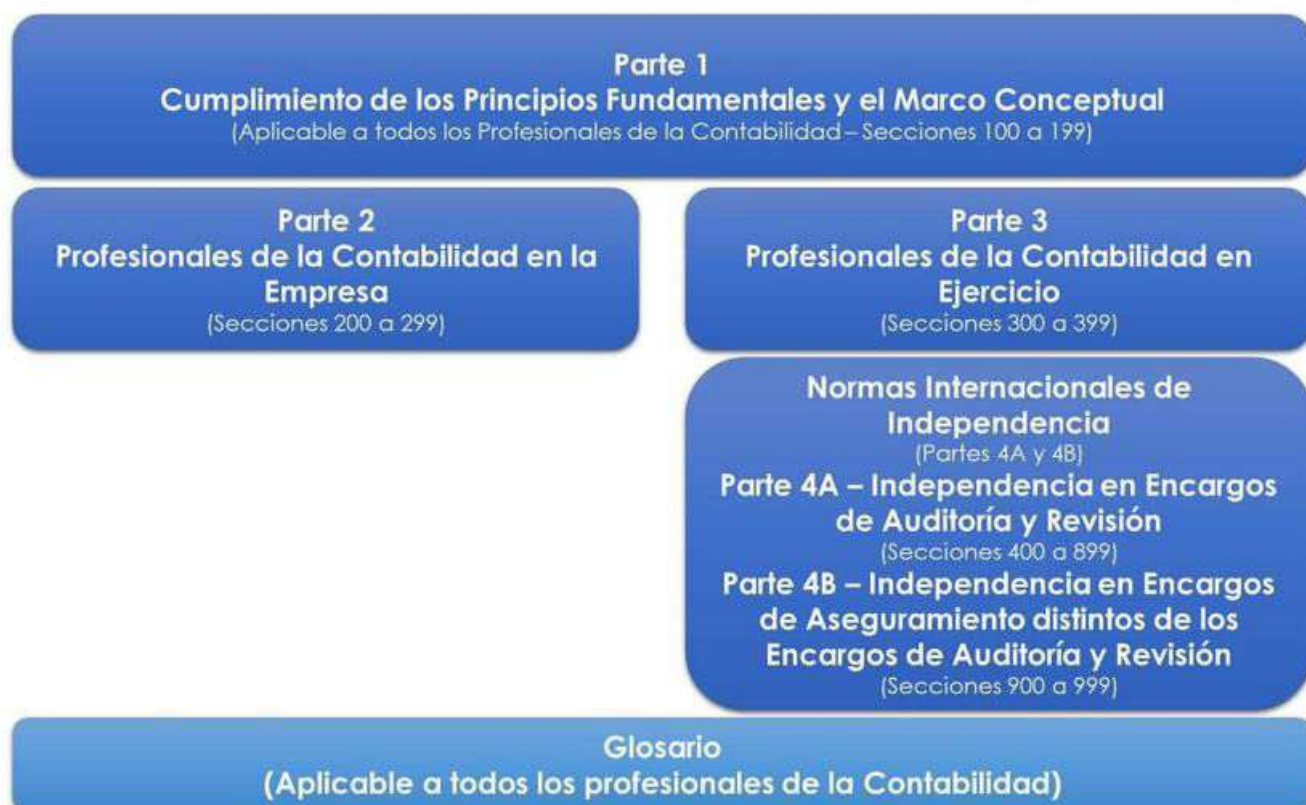 Parte 1
Cumplimiento de los Principios Fundamentales y el Marco Conceptual
(Aplicable a todos los Profesionales de la Contabilidad – Secciones 100 a 199)
Parte 2
Profesionales de la Contabilidad en la
Empresa
(Secciones 200 a 299)
Parte 3
Profesionales de la Contabilidad en
Ejercicio
(Secciones 300 a 399)
Normas Internacionales de
Independencia
(Partes 4A y 4B)
Parte 4A – Independencia en Encargos
de Auditoría y Revisión
(Secciones 400 a 899)
Parte 4B – Independencia en Encargos
de Aseguramiento distintos de los
Encargos de Auditoría y Revisión
(Secciones 900 a 999)
Glosario
(Aplicable a todos los profesionales de la Contabilidad)